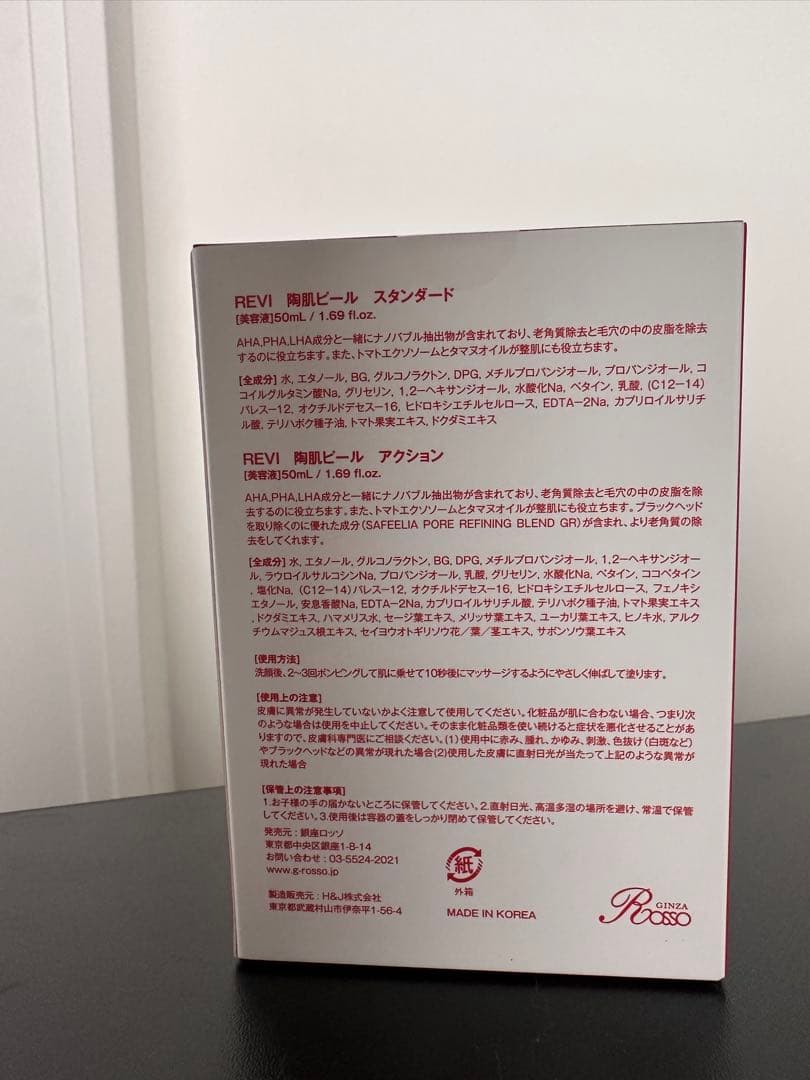 REVI 陶肌ピール スタンダード
[美容液]50mL / 1.69 fl.oz.
AHA,PHA,LHA成分と一緒にナノバブル抽出物が含まれており、老角質除去と毛穴の中の皮脂を除去
するのに役立ちます。また、トマトエクソソームとタマヌオイルが整肌にも役立ちます。
[全成分] 水, エタノール, BG, グルコノラクトン, DPG, メチルプロパンジオール, プロパンジオール, コ
コイルグルタミン酸Na, グリセリン, 1,2-ヘキサンジオール, 水酸化Na, ベタイン, 乳酸, (C12-14)
パレス-12, オクチルドデセス-16, ヒドロキシエチルセルロース, EDTA-2Na, カプリロイルサリチ
ル酸, テリハボク種子油, トマト果実エキス, ドクダミエキス
REVI 陶肌ピール アクション
[美容液]50mL / 1.69 fl.oz.
AHA,PHA,LHA成分と一緒にナノバブル抽出物が含まれており、老角質除去と毛穴の中の皮脂を除
去するのに役立ちます。また、トマトエクソソームとタマヌオイルが整肌にも役立ちます。ブラックヘッド
を取り除くのに優れた成分(SAFEELIA PORE REFINING BLEND GR)が含まれ、より老角質の除
去をしてくれます。
[全成分] 水, エタノール, グルコノラクトン, BG, DPG, メチルプロパンジオール, 1,2-ヘキサンジオー
ル, ラウロイルサルコシンNa, プロパンジオール, 乳酸, グリセリン, 水酸化Na, ベタイン, ココベタイン
, 塩化Na, (C12-14)パレス-12, オクチルドデセス-16, ヒドロキシエチルセルロース, フェノキシ
エタノール, 安息香酸Na, EDTA-2Na, カプリロイルサリチル酸, テリハボク種子油, トマト果実エキス
, ドクダミエキス, ハマメリス水, セージ葉エキス, メリッサ葉エキス, ユーカリ葉エキス, ヒノキ水, アルク
チウムマジュス根エキス, セイヨウオトギリソウ花/葉/茎エキス, サボンソウ葉エキス
[使用方法]
洗顔後、2~3回ポンピングして肌に乗せて10秒後にマッサージするようにやさしく伸ばして塗ります。
[使用上の注意]
皮膚に異常が発生していないかよく注意して使用してください。化粧品が肌に合わない場合、つまり次
のような場合は使用を中止してください。そのまま化粧品類を使い続けると症状を悪化させることがあ
りますので、皮膚科専門医にご相談ください。(1)使用中に赤み、腫れ、かゆみ、刺激、色抜け(白斑など)
やブラックヘッドなどの異常が現れた場合(2)使用した皮膚に直射日光が当たって上記のような異常が
現れた場合
[保管上の注意事項]
1.お子様の手の届かないところに保管してください。2.直射日光、高温多湿の場所を避け、常温で保管
してください。3.使用後は容器の蓋をしっかり閉めて保管してください。
発売元 : 銀座ロッソ
東京都中央区銀座1-8-14
お問い合わせ : 03-5524-2021
www.g-rosso.jp
製造販売元 : H&J株式会社
東京都武蔵村山市伊奈平1-56-4
紙
外箱
MADE IN KOREA
GINZA
Rosso